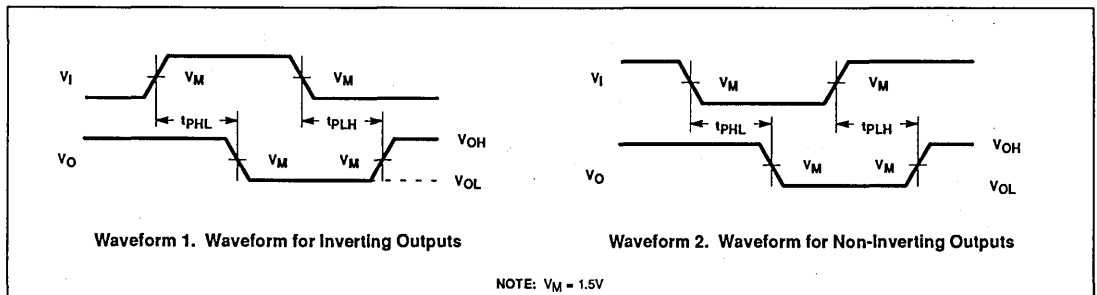 VI VM VM
tPHL tPLH
VO VM VM VOH
VOL
Waveform 1. Waveform for Inverting Outputs
VI VM VM
tPHL tPLH
VO VM VM VOH
VOL
Waveform 2. Waveform for Non-Inverting Outputs
NOTE: VM = 1.5V